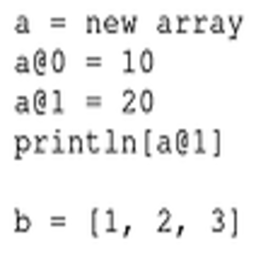 a = new array
a@0 = 10
a@1 = 20
println[a@1]
b = [1, 2, 3]